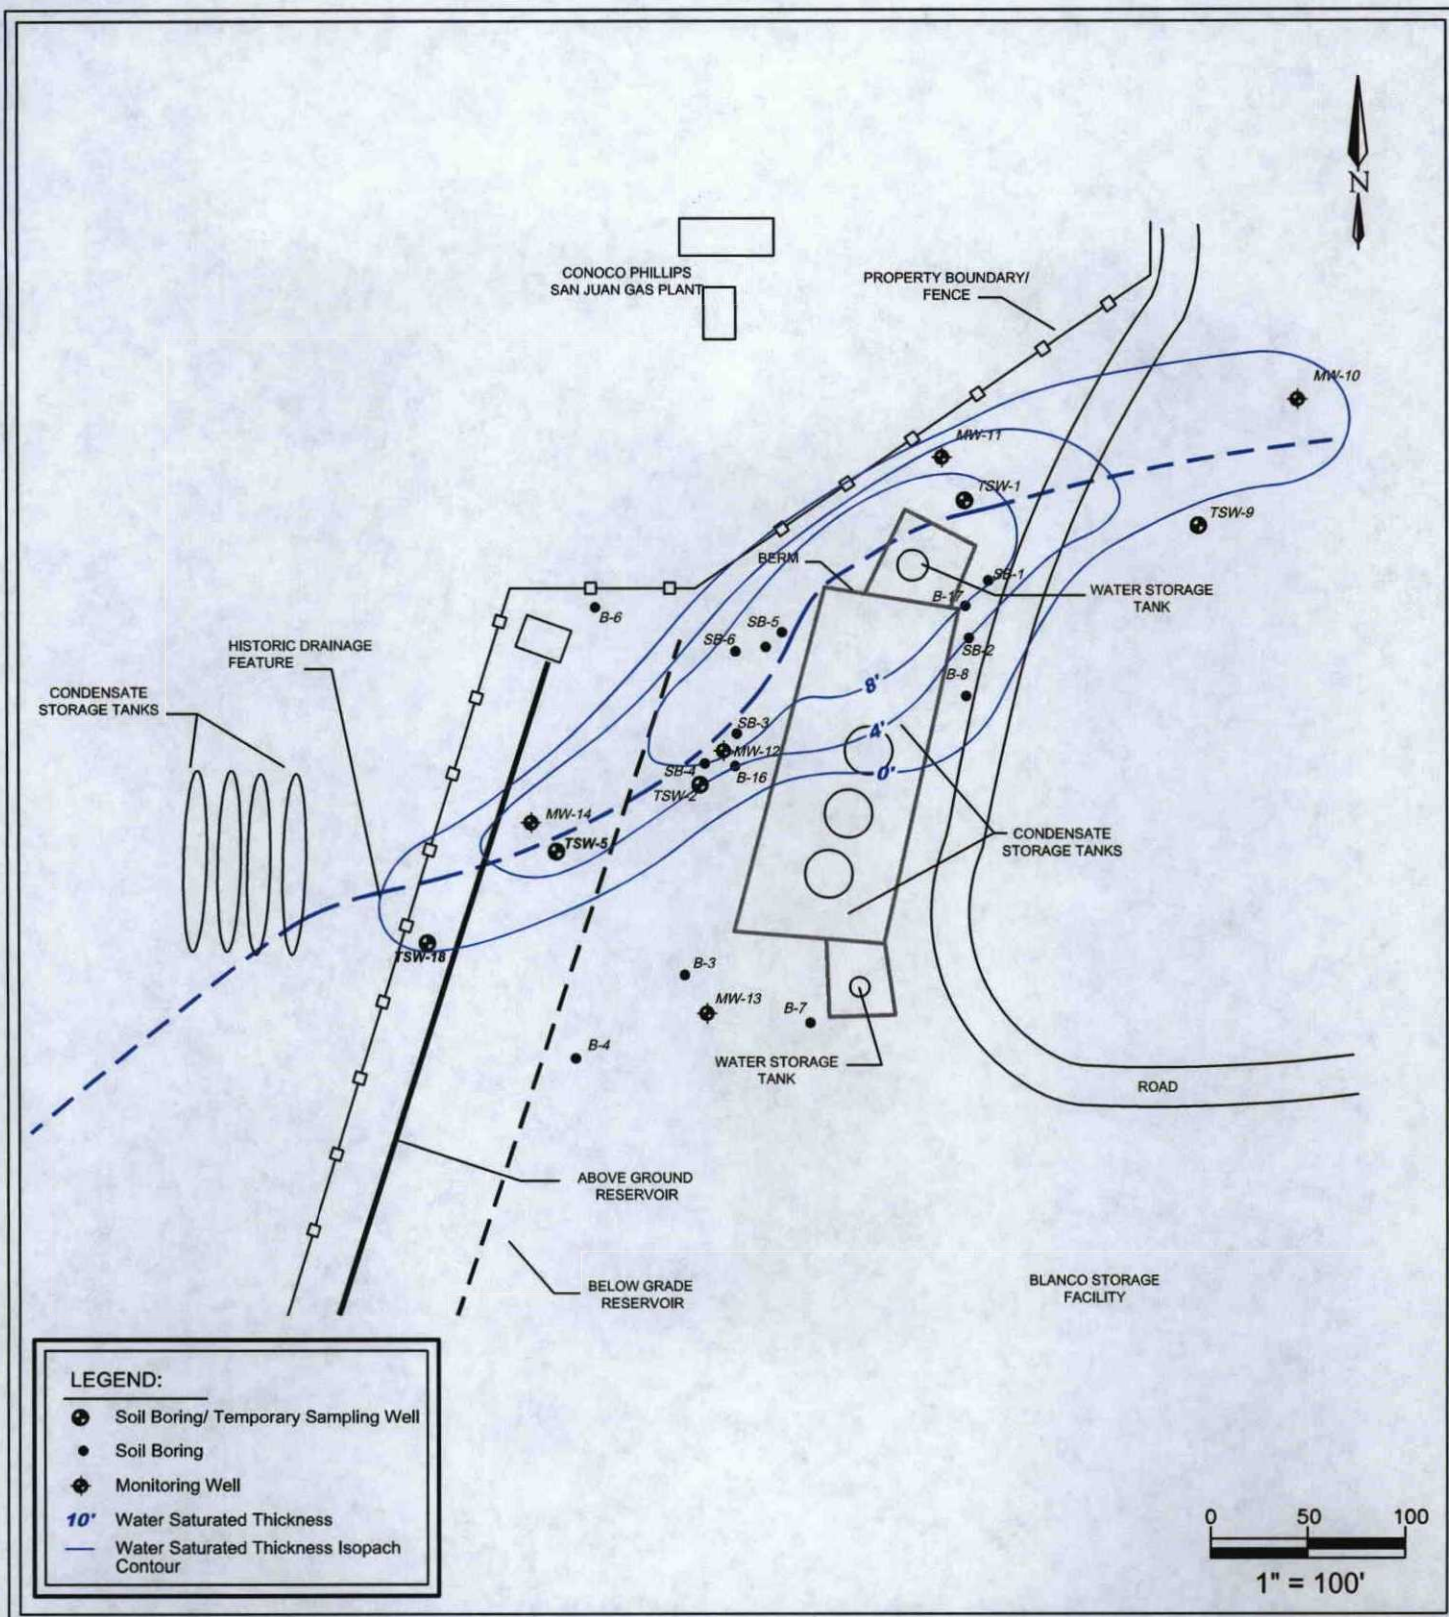 N
CONOCO PHILLIPS
SAN JUAN GAS PLANT
PROPERTY BOUNDARY/
FENCE
MW-10
MW-11
TSW-1
TSW-9
BERM
SB-1
WATER STORAGE
TANK
B-17
B-6
SB-5
SB-6
SB-2
HISTORIC DRAINAGE
FEATURE
B-8
8'
CONDENSATE
STORAGE TANKS
SB-3
4'
MW-12
SB-4
B-16
0'
TSW-2
MW-14
TSW-5
CONDENSATE
STORAGE TANKS
TSW-18
B-3
MW-13
B-7
B-4
WATER STORAGE
TANK
ROAD
ABOVE GROUND
RESERVOIR
BELOW GRADE
RESERVOIR
BLANCO STORAGE
FACILITY
LEGEND:
Soil Boring/ Temporary Sampling Well
Soil Boring
Monitoring Well
10' Water Saturated Thickness
Water Saturated Thickness Isopach
Contour
0 50 100
1" = 100'